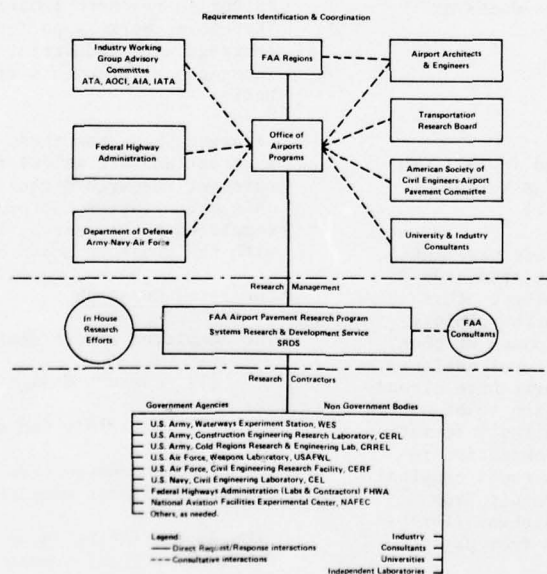 Requirements Identification & Coordination
Industry Working
Group Advisory
Committee
ATA, AOCI, AIA, IATA
FAA Regions
Airport Architects
& Engineers
Federal Highway
Administration
Office of
Airports
Programs
Transportation
Research Board
American Society of
Civil Engineers Airport
Pavement Committee
Department of Defense
Army-Navy-Air Force
University & Industry
Consultants
Research Management
In House
Research
Efforts
FAA Airport Pavement Research Program
Systems Research & Development Service
SRDS
FAA
Consultants
Research Contractors
Government Agencies
Non Government Bodies
U.S. Army, Waterways Experiment Station, WES
U.S. Army, Construction Engineering Research Laboratory, CERL
U.S. Army, Cold Regions Research & Engineering Lab, CRREL
U.S. Air Force, Weapons Laboratory, USAFWL
U.S. Air Force, Civil Engineering Research Facility, CERF
U.S. Navy, Civil Engineering Laboratory, CEL
Federal Highways Administration (Labs & Contractors) FHWA
National Aviation Facilities Experimental Center, NAFEC
Others, as needed.
Legend
Direct Request/Response interactions
Consultative interactions
Industry
Consultants
Universities
Independent Laboratories